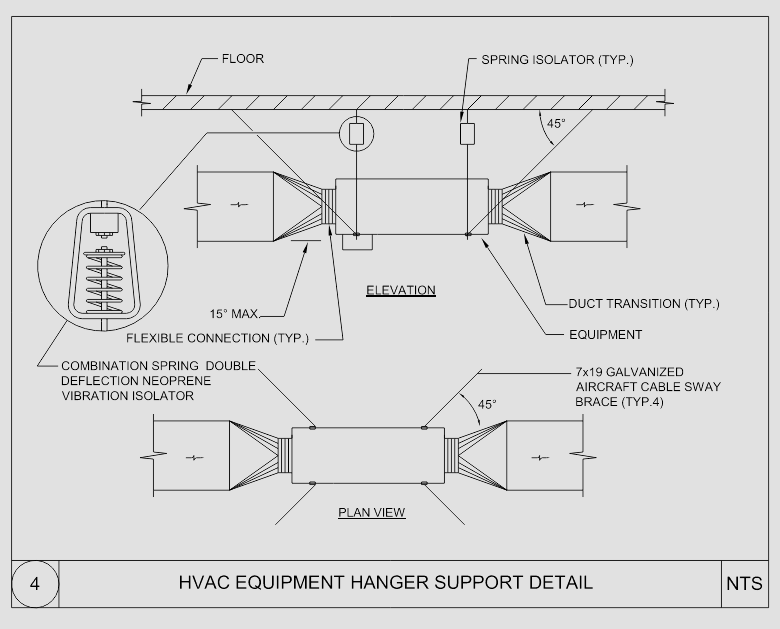 FLOOR
SPRING ISOLATOR (TYP.)
45°
ELEVATION
15° MAX.
DUCT TRANSITION (TYP.)
FLEXIBLE CONNECTION (TYP.)
EQUIPMENT
COMBINATION SPRING DOUBLE
DEFLECTION NEOPRENE
VIBRATION ISOLATOR
7x19 GALVANIZED
AIRCRAFT CABLE SWAY
BRACE (TYP.4)
45°
PLAN VIEW
4
HVAC EQUIPMENT HANGER SUPPORT DETAIL
NTS